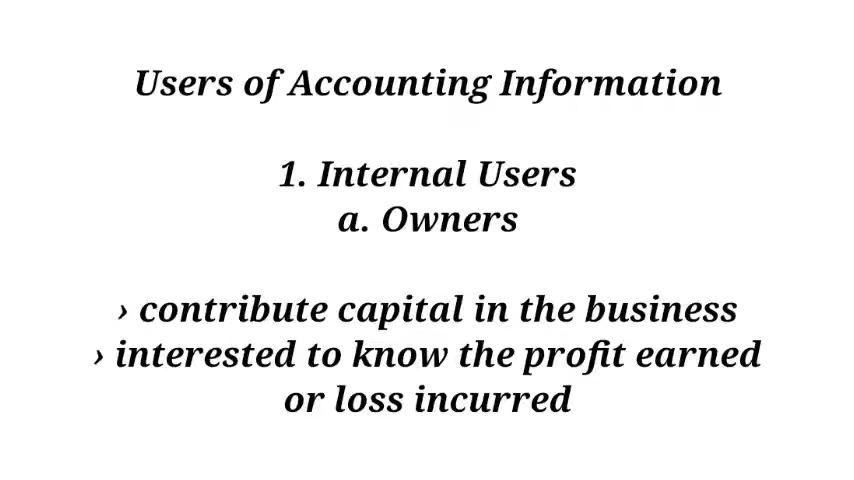 Users of Accounting Information
1. Internal Users
a. Owners
› contribute capital in the business
› interested to know the profit earned
or loss incurred